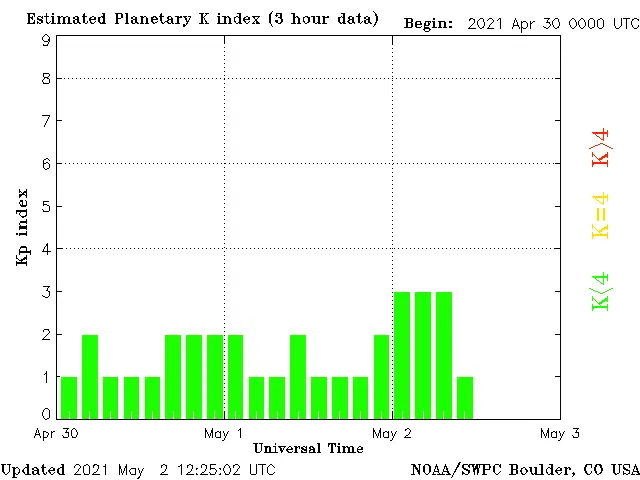 Estimated Planetary K index (3 hour data)
Begin: 2021 Apr 30 0000 UTC
9
8
7
6
5
4
3
2
1
0
Kp index
K>4
K=4
K<4
Apr 30
May 1
May 2
May 3
Universal Time
Updated 2021 May 2 12:25:02 UTC
NOAA/SWPC Boulder, CO USA